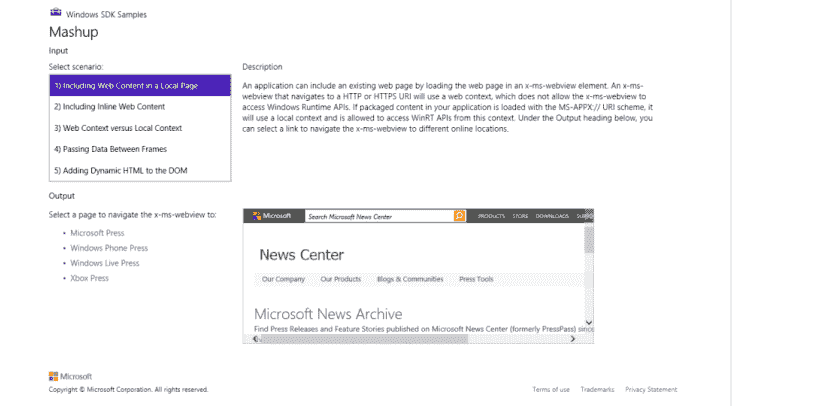 Windows SDK Samples
Mashup
Input
Select scenario:
1) Including Web Content in a Local Page
2) Including Inline Web Content
3) Web Context versus Local Context
4) Passing Data Between Frames
5) Adding Dynamic HTML to the DOM
Description
An application can include an existing web page by loading the web page in an x-ms-webview element. An x-ms-
webview that navigates to a HTTP or HTTPS URI will use a web context, which does not allow the x-ms-webview to
access Windows Runtime APIs. If packaged content in your application is loaded with the MS-APPX:// URI scheme, it
will use a local context and is allowed to access WinRT APIs from this context. Under the Output heading below, you
can select a link to navigate the x-ms-webview to different online locations.
Output
Select a page to navigate the x-ms-webview to:
• Microsoft Press
• Windows Phone Press
• Windows Live Press
• Xbox Press
Microsoft Search Microsoft News Center PRODUCTS STORE DOWNLOADS
News Center
Our Company Our Products Blogs & Communities Press Tools
Microsoft News Archive
Find Press Releases and Feature Stories published on Microsoft News Center (formerly PressPass) since
Microsoft
Copyright © Microsoft Corporation. All rights reserved.
Terms of use Trademarks Privacy Statement